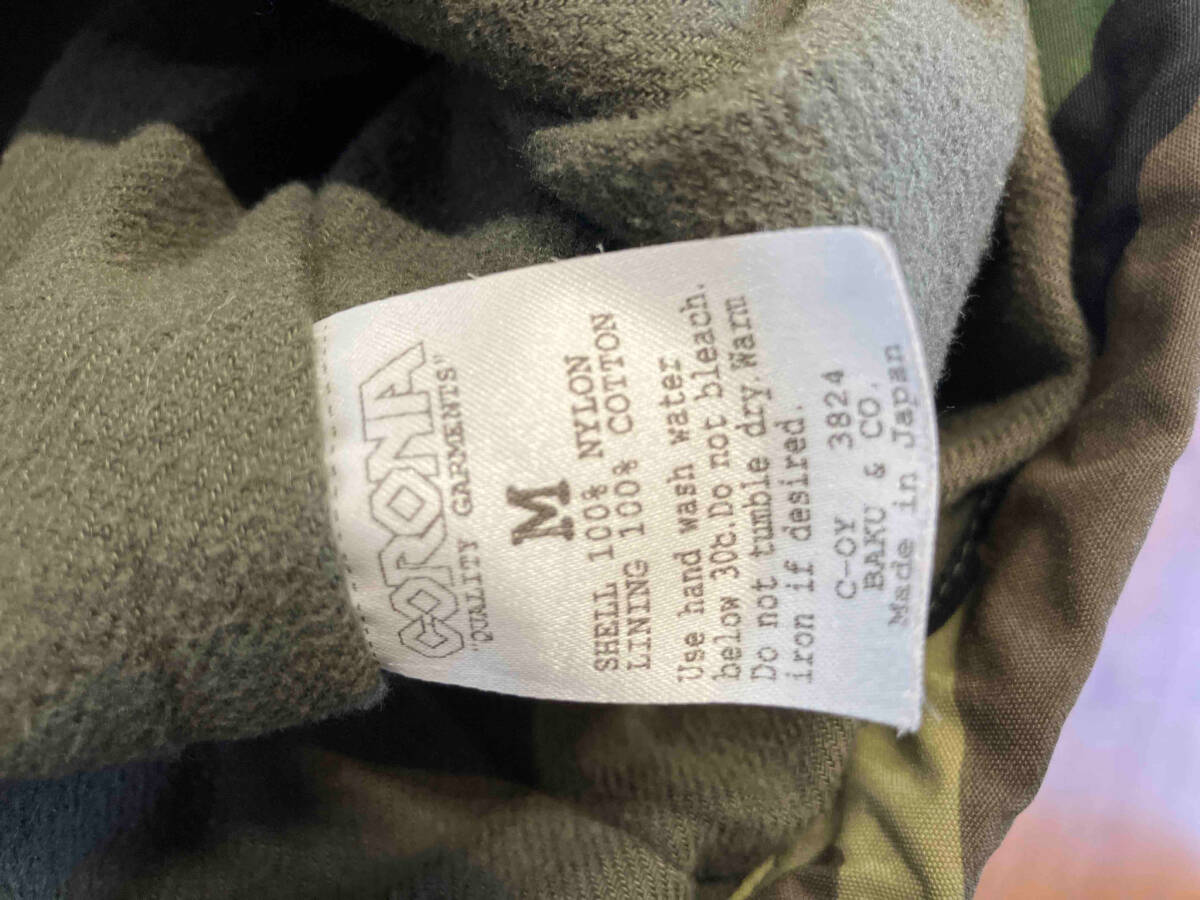 CORONA
"QUALITY GARMENTS"
M
SHELL 100% NYLON
LINING 100% COTTON
Use hand wash water
below 30c.Do not bleach.
Do not tumble dry.Warm
iron if desired.
C-OY 3824
BAKU & CO.
Made in Japan